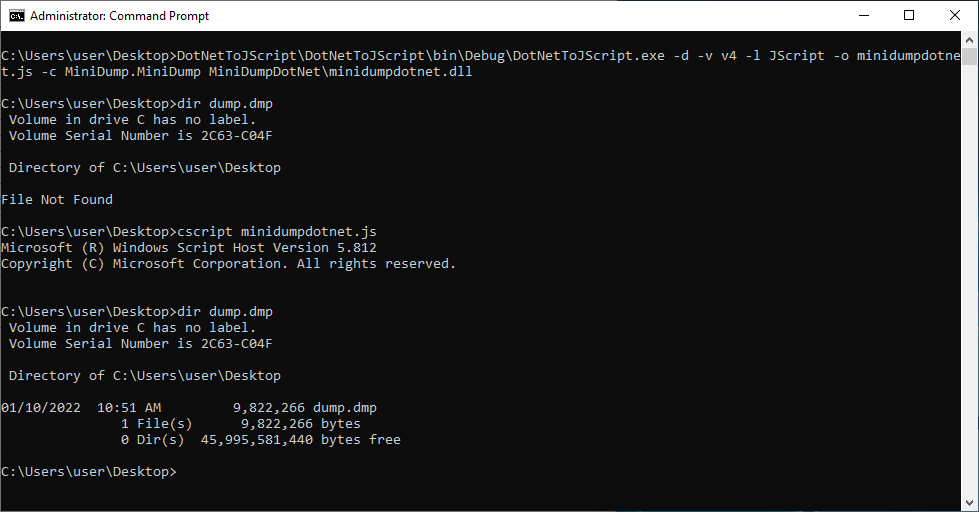 Administrator: Command Prompt
C:\Users\user\Desktop>DotNetToJScript\DotNetToJScript\bin\Debug\DotNetToJScript.exe -d -v v4 -l JScript -o minidumpdotne
t.js -c MiniDump.MiniDump MiniDumpDotNet\minidumpdotnet.dll
C:\Users\user\Desktop>dir dump.dmp
 Volume in drive C has no label.
 Volume Serial Number is 2C63-C04F
 Directory of C:\Users\user\Desktop
File Not Found
C:\Users\user\Desktop>cscript minidumpdotnet.js
Microsoft (R) Windows Script Host Version 5.812
Copyright (C) Microsoft Corporation. All rights reserved.
C:\Users\user\Desktop>dir dump.dmp
 Volume in drive C has no label.
 Volume Serial Number is 2C63-C04F
 Directory of C:\Users\user\Desktop
01/10/2022  10:51 AM         9,822,266 dump.dmp
               1 File(s)      9,822,266 bytes
               0 Dir(s)  45,995,581,440 bytes free
C:\Users\user\Desktop>